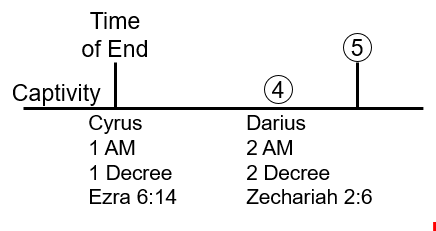 Time
of End
⑤
Captivity
④
Cyrus
1 AM
1 Decree
Ezra 6:14
Darius
2 AM
2 Decree
Zechariah 2:6